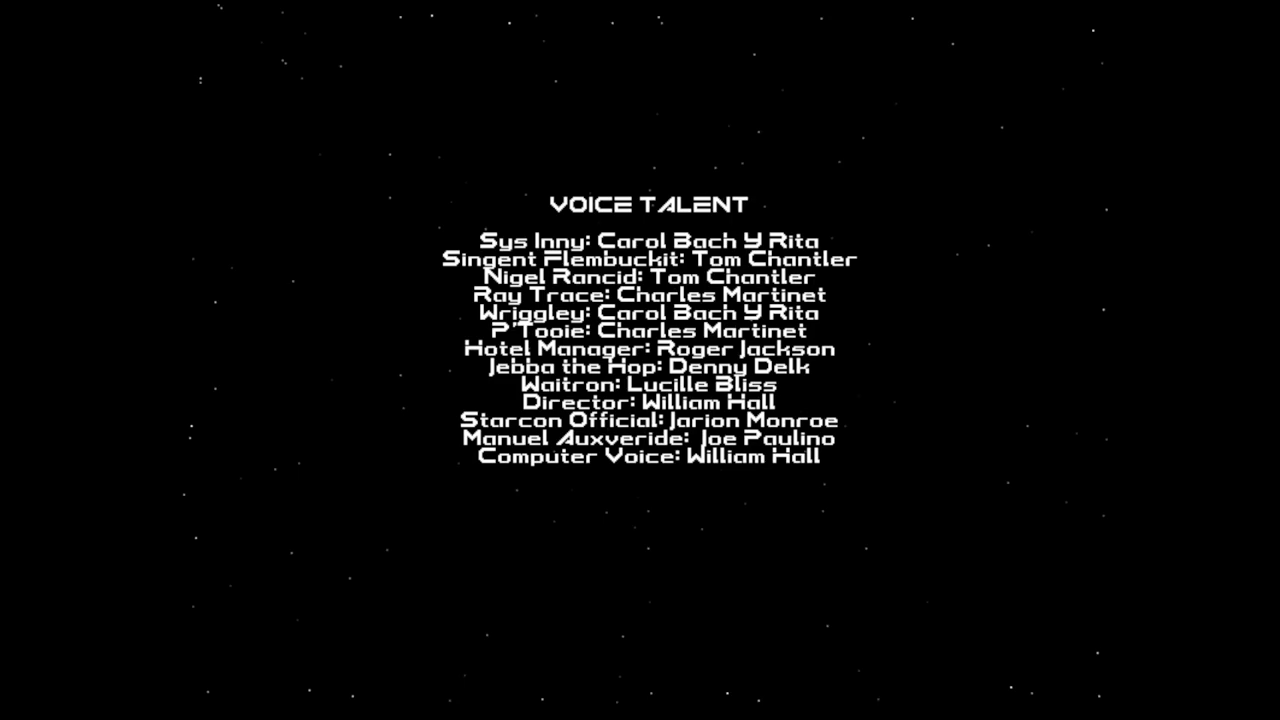 VOICE TALENT
Sys Inny: Carol Bach Y Rita
Singent Flembuckit: Tom Chantler
Nigel Rancid: Tom Chantler
Ray Trace: Charles Martinet
Wriggley: Carol Bach Y Rita
P'Tooie: Charles Martinet
Hotel Manager: Roger Jackson
Jebba the Hop: Denny Delk
Waitron: Lucille Bliss
Director: William Hall
Starcon Official: Jarion Monroe
Manuel Auxveride: Joe Paulino
Computer Voice: William Hall